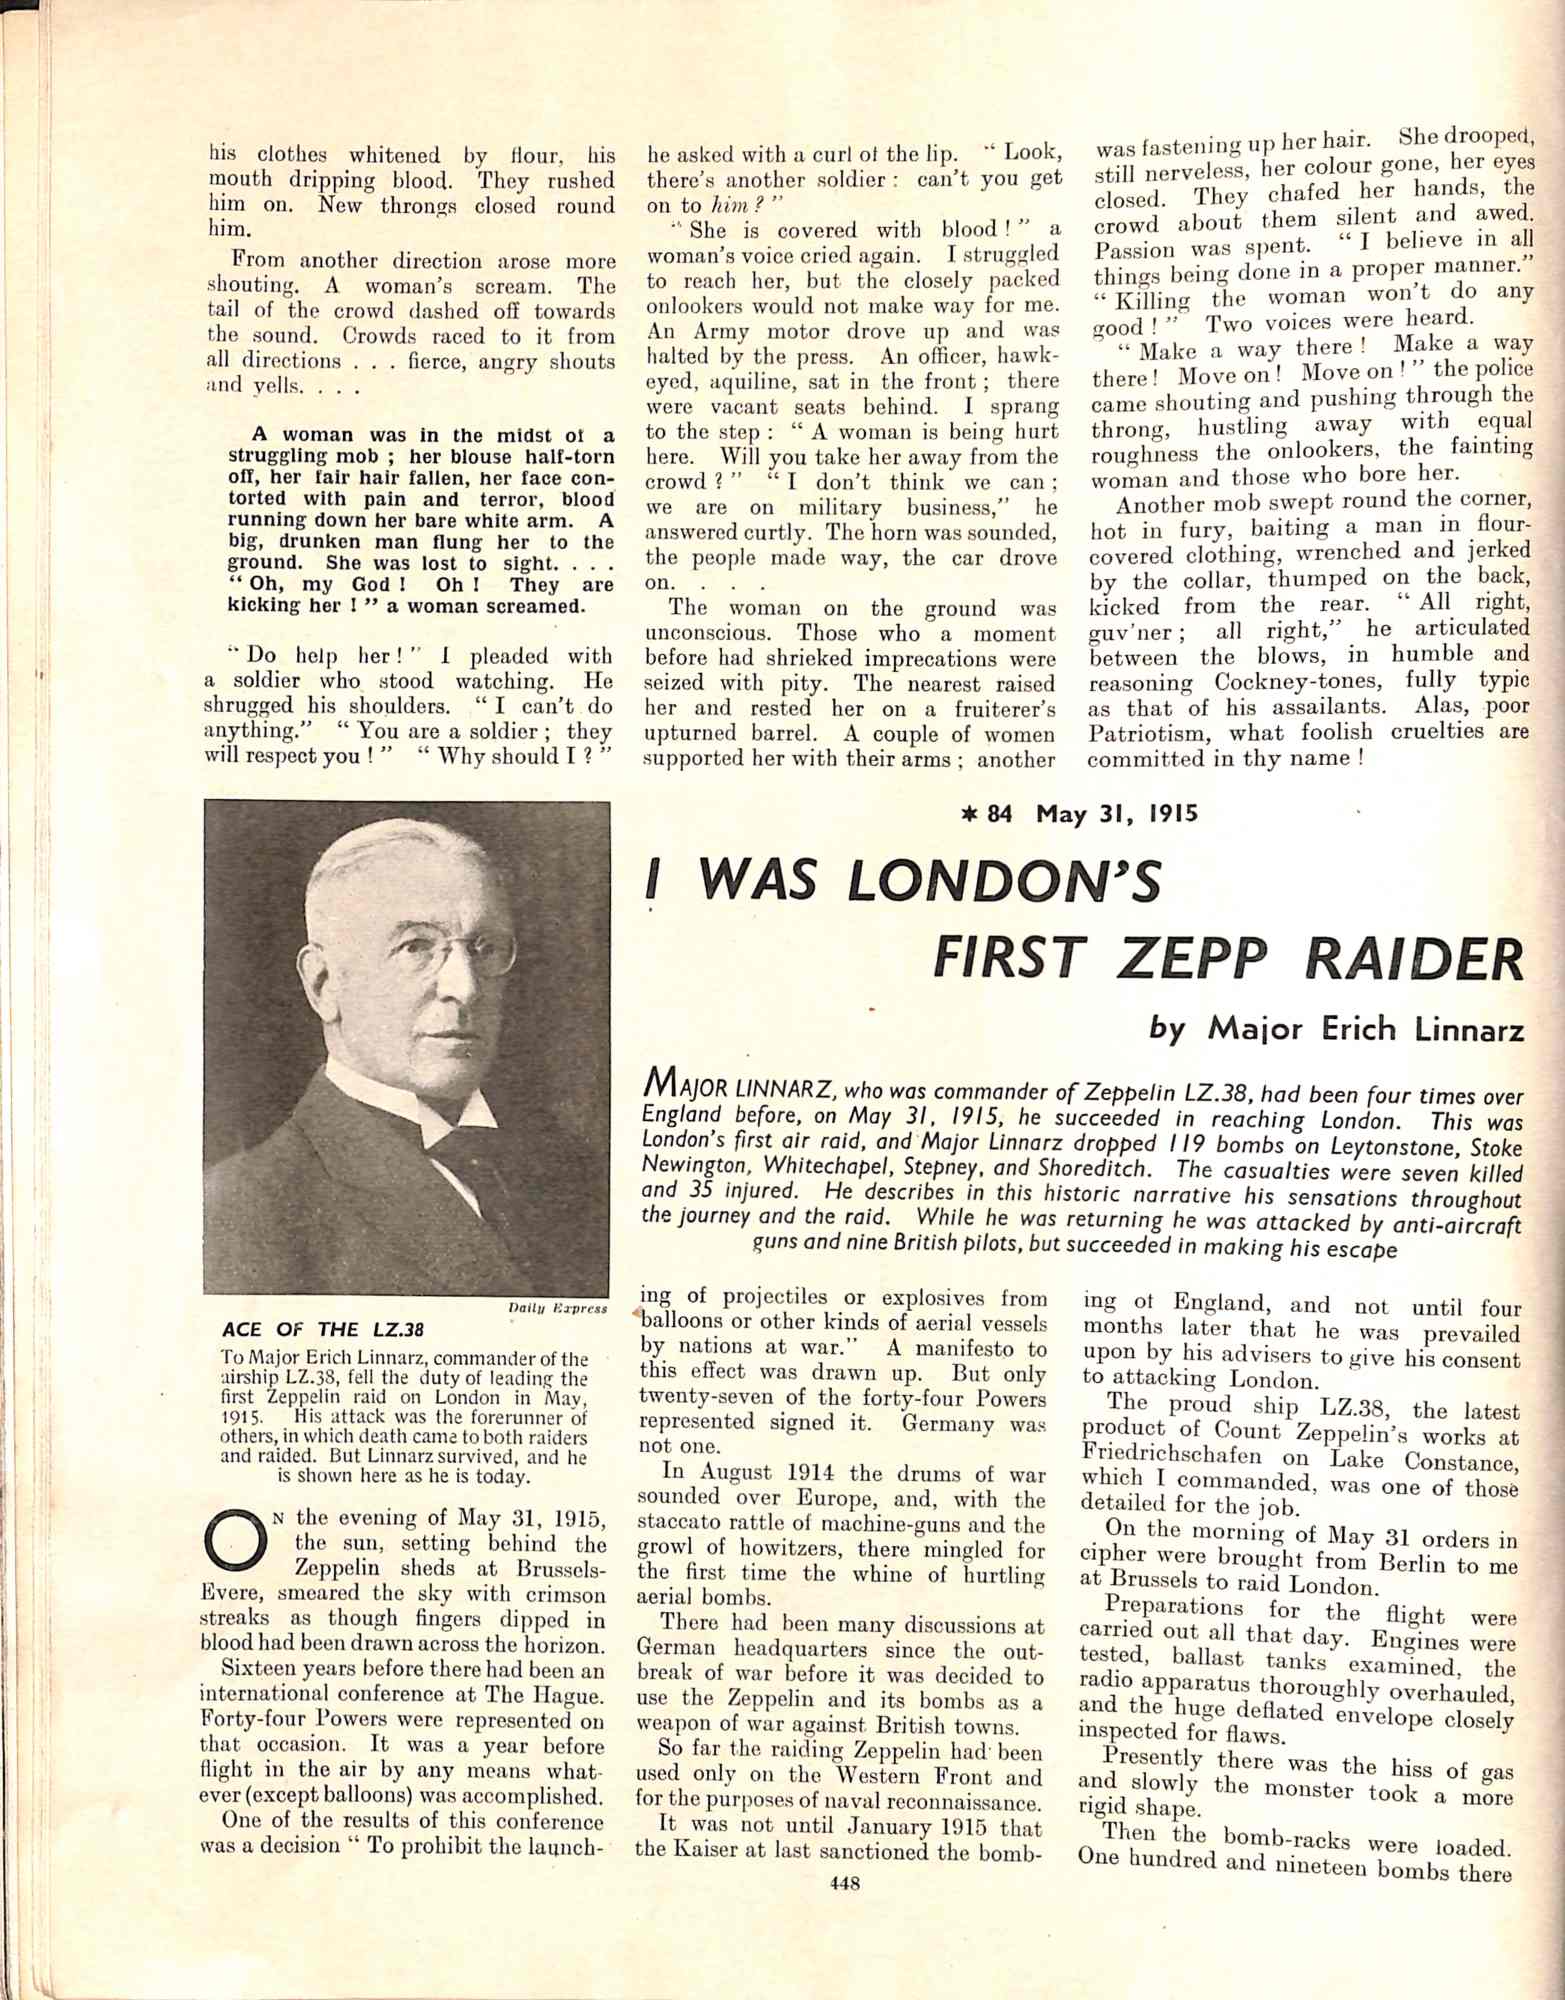 his clothes whitened by flour, his
mouth dripping blood. They rushed
him on. New throngs closed round
him.
From another direction arose more
shouting. A woman's scream. The
tail of the crowd dashed off towards
the sound. Crowds raced to it from
all directions . . . fierce, angry shouts
and yells. . . .
A woman was in the midst of a
struggling mob ; her blouse half-torn
off, her fair hair fallen, her face con-
torted with pain and terror, blood
running down her bare white arm. A
big, drunken man flung her to the
ground. She was lost to sight. . . .
“ Oh, my God ! Oh ! They are
kicking her ! ” a woman screamed.
“ Do help her ! ” I pleaded with
a soldier who stood watching. He
shrugged his shoulders. “ I can't do
anything.” “ You are a soldier ; they
will respect you ! ” “ Why should I ? ”
he asked with a curl of the lip. “ Look,
there's another soldier : can't you get
on to him ? ”
“ She is covered with blood ! ” a
woman's voice cried again. I struggled
to reach her, but the closely packed
onlookers would not make way for me.
An Army motor drove up and was
halted by the press. An officer, hawk-
eyed, aquiline, sat in the front ; there
were vacant seats behind. I sprang
to the step : “ A woman is being hurt
here. Will you take her away from the
crowd ? ” “ I don't think we can ;
we are on military business,” he
answered curtly. The horn was sounded,
the people made way, the car drove
on. . . .
The woman on the ground was
unconscious. Those who a moment
before had shrieked imprecations were
seized with pity. The nearest raised
her and rested her on a fruiterer's
upturned barrel. A couple of women
supported her with their arms ; another
was fastening up her hair. She drooped,
still nerveless, her colour gone, her eyes
closed. They chafed her hands, the
crowd about them silent and awed.
Passion was spent. “ I believe in all
things being done in a proper manner.”
“ Killing the woman won't do any
good ! ” Two voices were heard.
“ Make a way there ! Make a way
there ! Move on ! Move on ! ” the police
came shouting and pushing through the
throng, hustling away with equal
roughness the onlookers, the fainting
woman and those who bore her.
Another mob swept round the corner,
hot in fury, baiting a man in flour-
covered clothing, wrenched and jerked
by the collar, thumped on the back,
kicked from the rear. “ All right,
guv'ner ; all right,” he articulated
between the blows, in humble and
reasoning Cockney-tones, fully typic
as that of his assailants. Alas, poor
Patriotism, what foolish cruelties are
committed in thy name !
* 84 May 31, 1915
I WAS LONDON'S
FIRST ZEPP RAIDER
by Major Erich Linnarz
MAJOR LINNARZ, who was commander of Zeppelin LZ.38, had been four times over
England before, on May 31, 1915, he succeeded in reaching London. This was
London's first air raid, and Major Linnarz dropped 119 bombs on Leytonstone, Stoke
Newington, Whitechapel, Stepney, and Shoreditch. The casualties were seven killed
and 35 injured. He describes in this historic narrative his sensations throughout
the journey and the raid. While he was returning he was attacked by anti-aircraft
guns and nine British pilots, but succeeded in making his escape
Daily Express
ACE OF THE LZ.38
To Major Erich Linnarz, commander of the
airship LZ.38, fell the duty of leading the
first Zeppelin raid on London in May,
1915. His attack was the forerunner of
others, in which death came to both raiders
and raided. But Linnarz survived, and he
is shown here as he is today.
ON the evening of May 31, 1915,
the sun, setting behind the
Zeppelin sheds at Brussels-
Evere, smeared the sky with crimson
streaks as though fingers dipped in
blood had been drawn across the horizon.
Sixteen years before there had been an
international conference at The Hague.
Forty-four Powers were represented on
that occasion. It was a year before
flight in the air by any means what-
ever (except balloons) was accomplished.
One of the results of this conference
was a decision “ To prohibit the launch-
ing of projectiles or explosives from
balloons or other kinds of aerial vessels
by nations at war.” A manifesto to
this effect was drawn up. But only
twenty-seven of the forty-four Powers
represented signed it. Germany was
not one.
In August 1914 the drums of war
sounded over Europe, and, with the
staccato rattle of machine-guns and the
growl of howitzers, there mingled for
the first time the whine of hurtling
aerial bombs.
There had been many discussions at
German headquarters since the out-
break of war before it was decided to
use the Zeppelin and its bombs as a
weapon of war against British towns.
So far the raiding Zeppelin had been
used only on the Western Front and
for the purposes of naval reconnaissance.
It was not until January 1915 that
the Kaiser at last sanctioned the bomb-
ing of England, and not until four
months later that he was prevailed
upon by his advisers to give his consent
to attacking London.
The proud ship LZ.38, the latest
product of Count Zeppelin's works at
Friedrichschafen on Lake Constance,
which I commanded, was one of those
detailed for the job.
On the morning of May 31 orders in
cipher were brought from Berlin to me
at Brussels to raid London.
Preparations for the flight were
carried out all that day. Engines were
tested, ballast tanks examined, the
radio apparatus thoroughly overhauled,
and the huge deflated envelope closely
inspected for flaws.
Presently there was the hiss of gas
and slowly the monster took a more
rigid shape.
Then the bomb-racks were loaded.
One hundred and nineteen bombs there
448